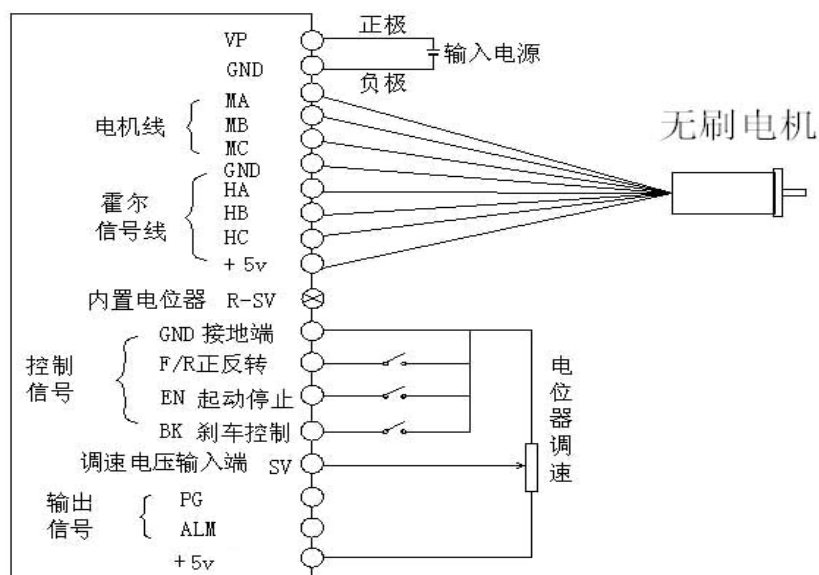 VP
正极
输入电源
GND
负极
电机线
MA
MB
MC
无刷电机
霍尔
信号线
GND
HA
HB
HC
+5v
内置电位器 R-SV
控制
信号
GND 接地端
F/R正反转
EN 起动停止
BK 刹车控制
电位器调速
调速电压输入端 SV
输出
信号
PG
ALM
+5v